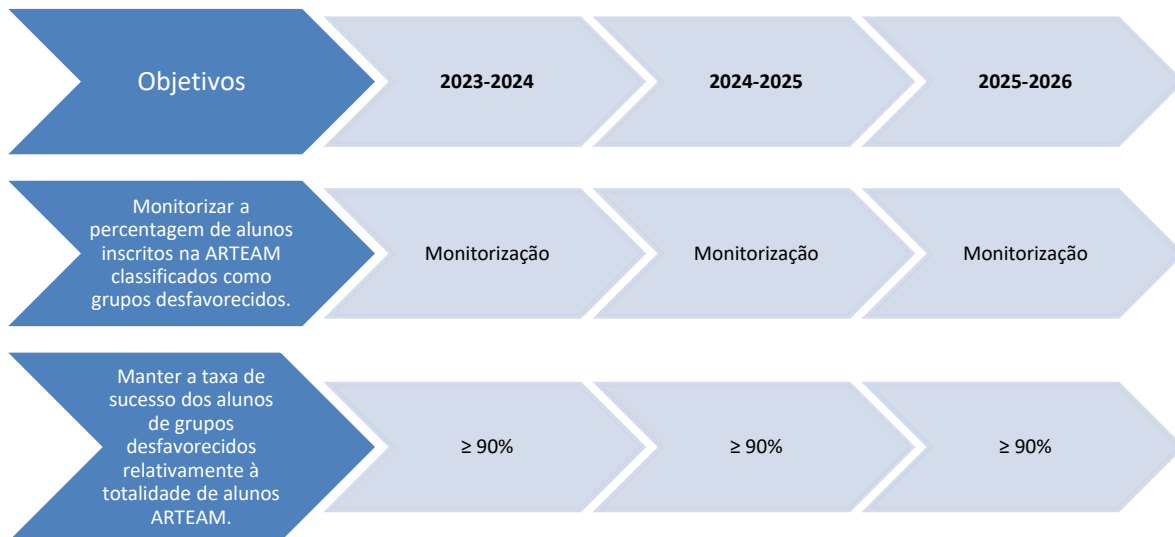 Objetivos
2023-2024
2024-2025
2025-2026
Monitorizar a
percentagem de alunos
inscritos na ARTEAM
classificados como
grupos desfavorecidos.
Monitorização
Monitorização
Monitorização
Manter a taxa de
sucesso dos alunos
de grupos
desfavorecidos
relativamente à
totalidade de alunos
ARTEAM.
≥ 90%
≥ 90%
≥ 90%